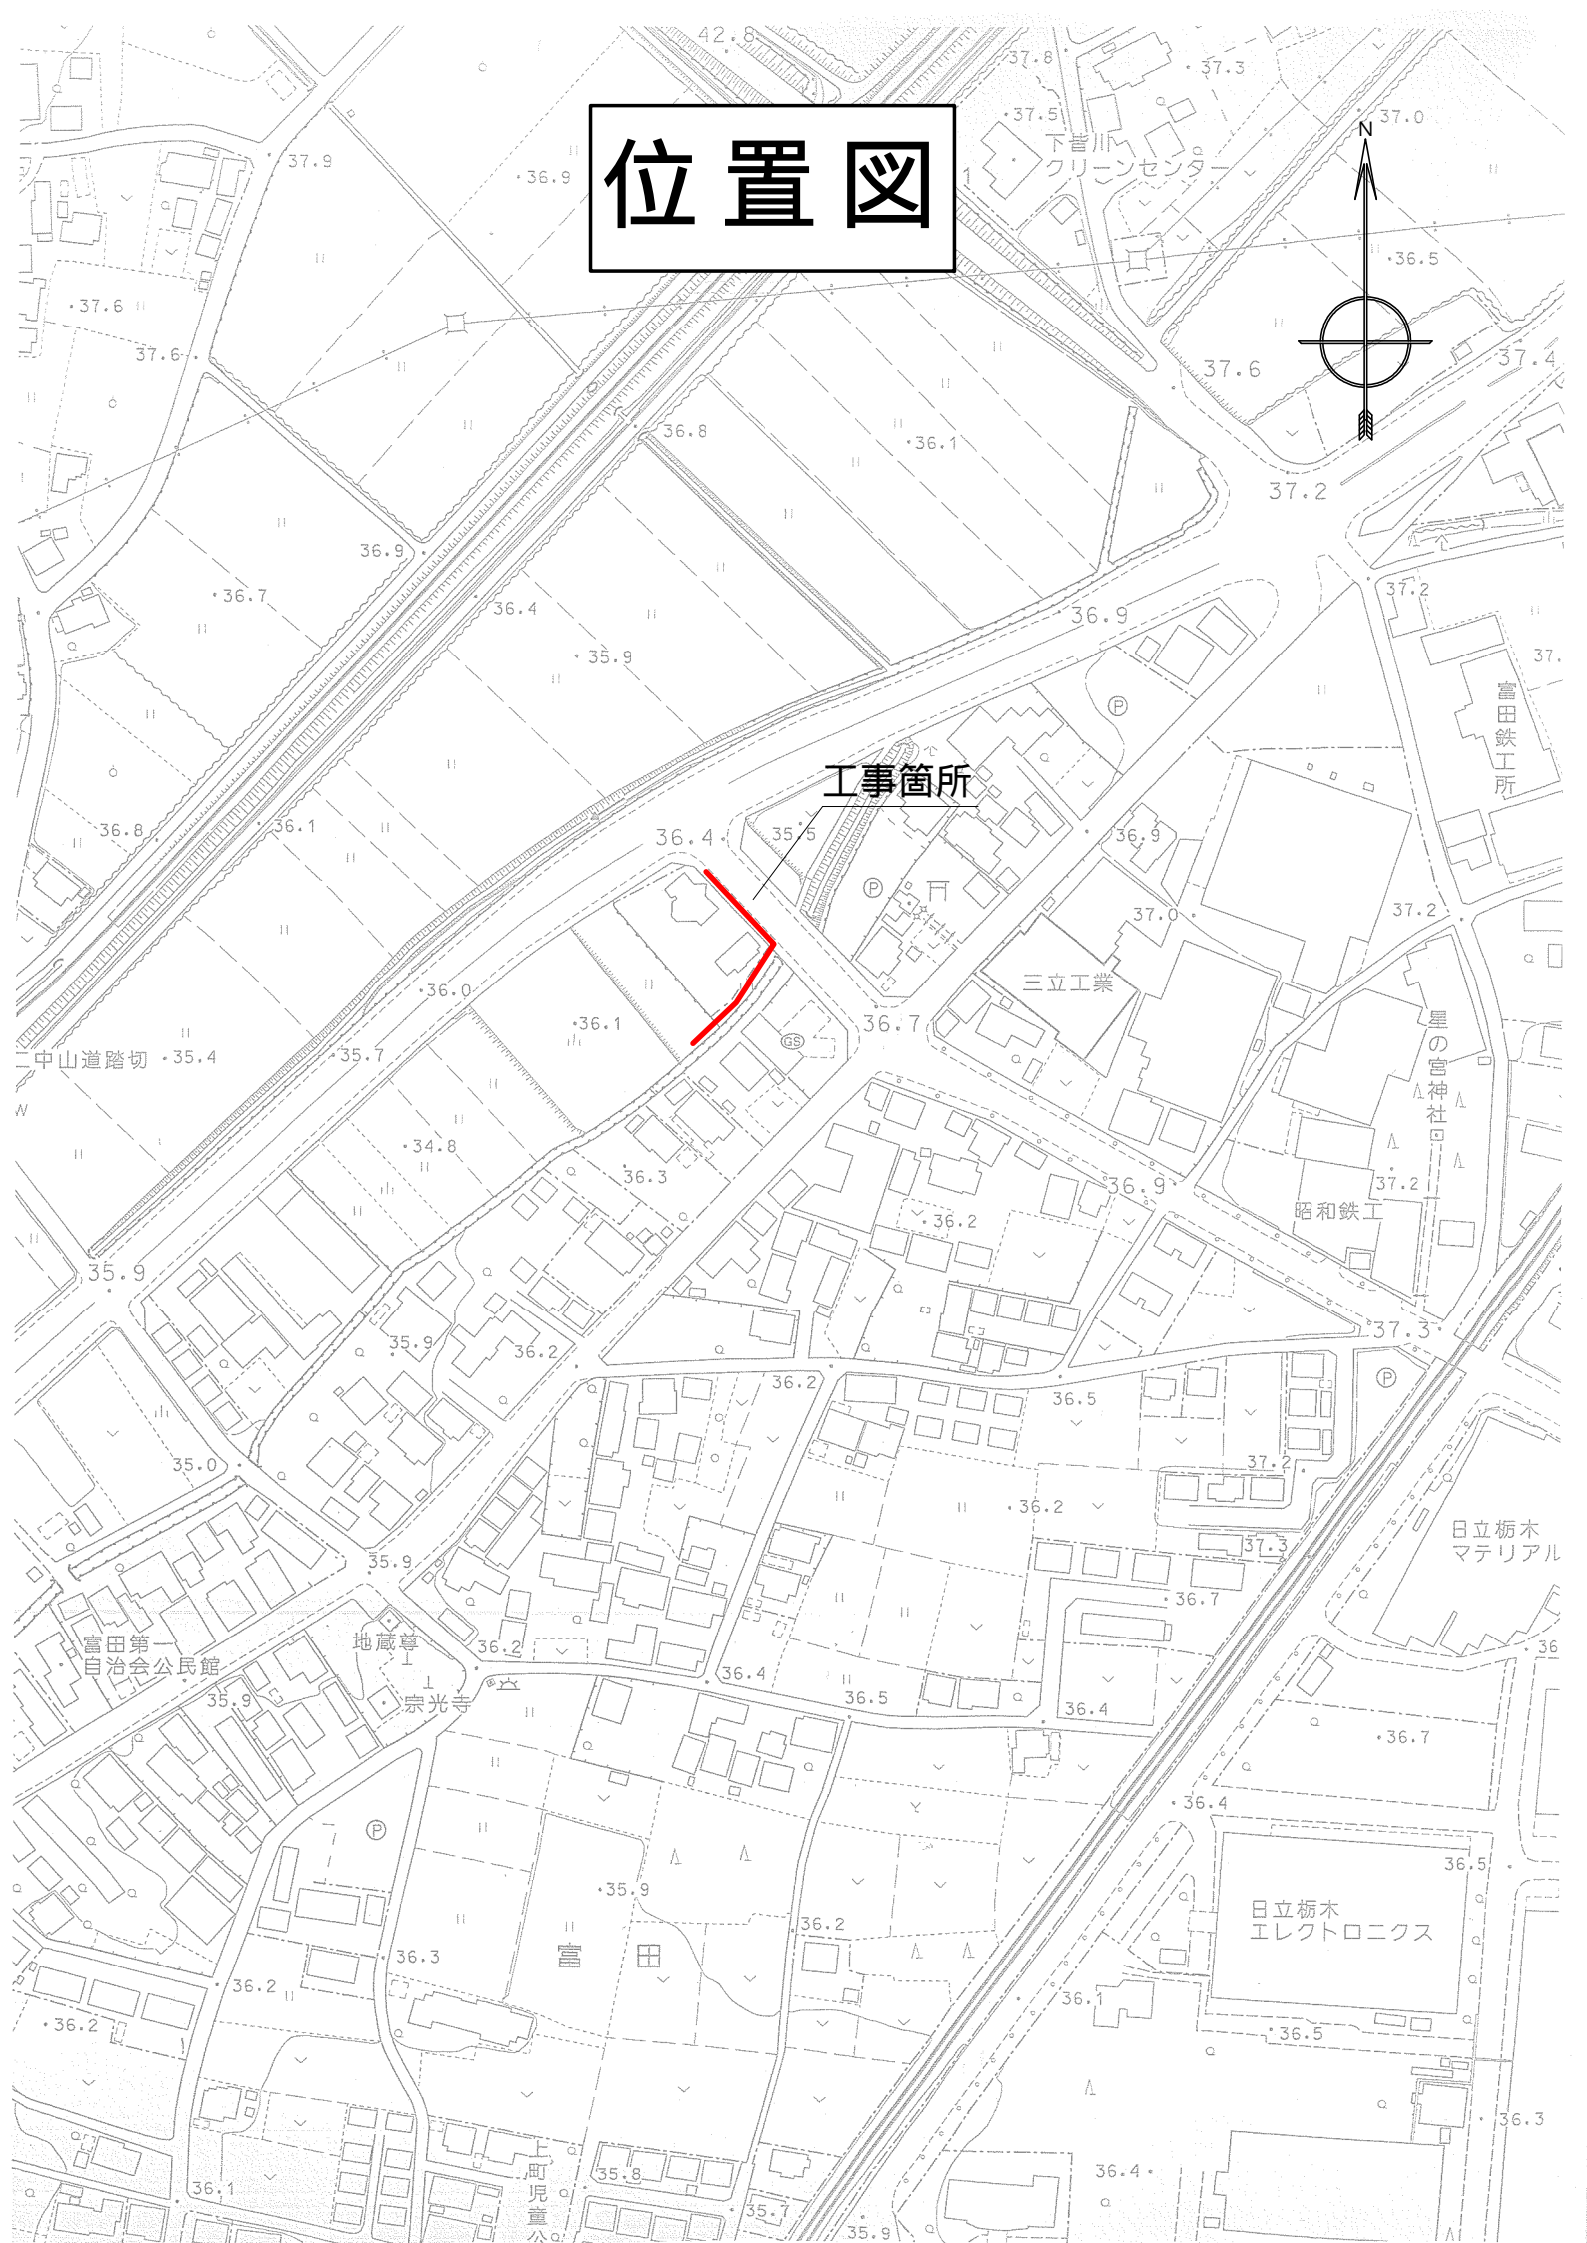 42.8
37.8
37.3
37.5
37.0
下皆川
クリーンセンター
N
位置図
37.9
36.9
1
36.5
37.6
37.6
37.6
37.4
36.8
36.1
37.2
36.9
36.7
36.4
36.9
37.2
35.9
37.
富田鉄工所
工事箇所
36.8
36.1
36.4
35.5
36.9
P
P
37.0
37.2
36.0
三立工業
36.1
36.7
GS
星の宮神社
二中山道踏切
35.4
35.7
W
34.8
36.3
36.9
37.2
昭和鉄工
36.2
35.9
35.9
36.2
37.3
36.2
36.5
P
35.0
37.2
36.2
日立栃木
マテリアル
37.3
35.9
36.7
富田第一
自治会公民館
地蔵尊
36.2
36.4
36
35.9
宗光寺
36.5
36.4
36.7
36.4
P
36.5
35.9
36.2
日立栃木
エレクトロニクス
富田
36.3
36.2
36.1
36.2
36.5
36.3
上町児童公
35.8
36.4
36.1
35.7
35.9